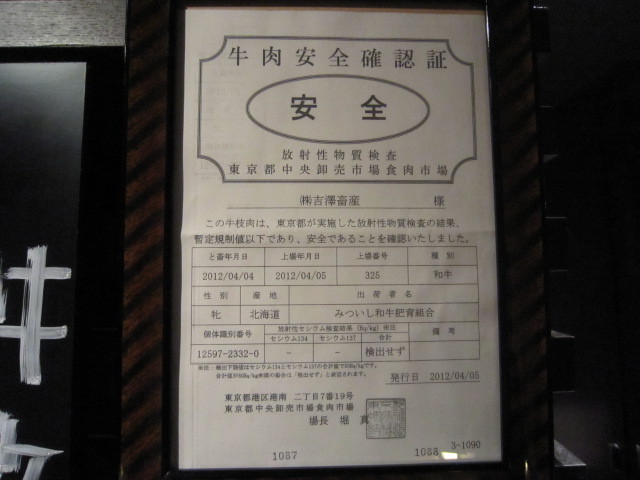 牛肉安全確認証
安全
放射性物質検査
東京都中央卸売市場食肉市場
㈱吉澤畜産 様
この牛枝肉は、東京都が実施した放射性物質検査の結果、
暫定規制値以下であり、安全であることを確認いたしました。
と畜年月日 上場年月日 上場番号 種別
2012/04/04 2012/04/05 325 和牛
性別 産地 出荷者名
牝 北海道 みついし和牛肥育組合
個体識別番号 放射性セシウム検査結果 (Bq/kg) ※注 備考
セシウム134 セシウム137 合計
12597-2332-0 - - 検出せず
発行日 2012/04/05
東京都港区港南 二丁目7番19号
東京都中央卸売市場食肉市場
場長 堀 真
1087 1088 3-1090